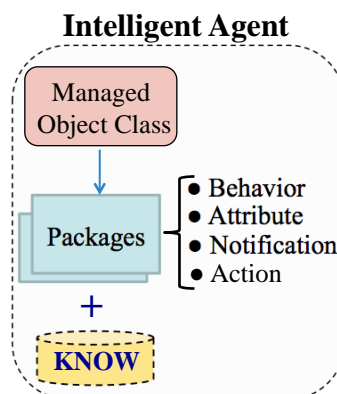 Intelligent Agent
Managed
Object Class
Packages
● Behavior
● Attribute
● Notification
● Action
+
KNOW